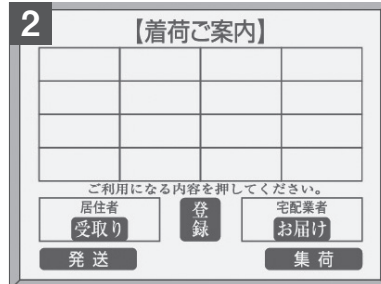 2
【着荷ご案内】
ご利用になる内容を押してください。
居住者
受取り
登録
宅配業者
お届け
発送
集荷